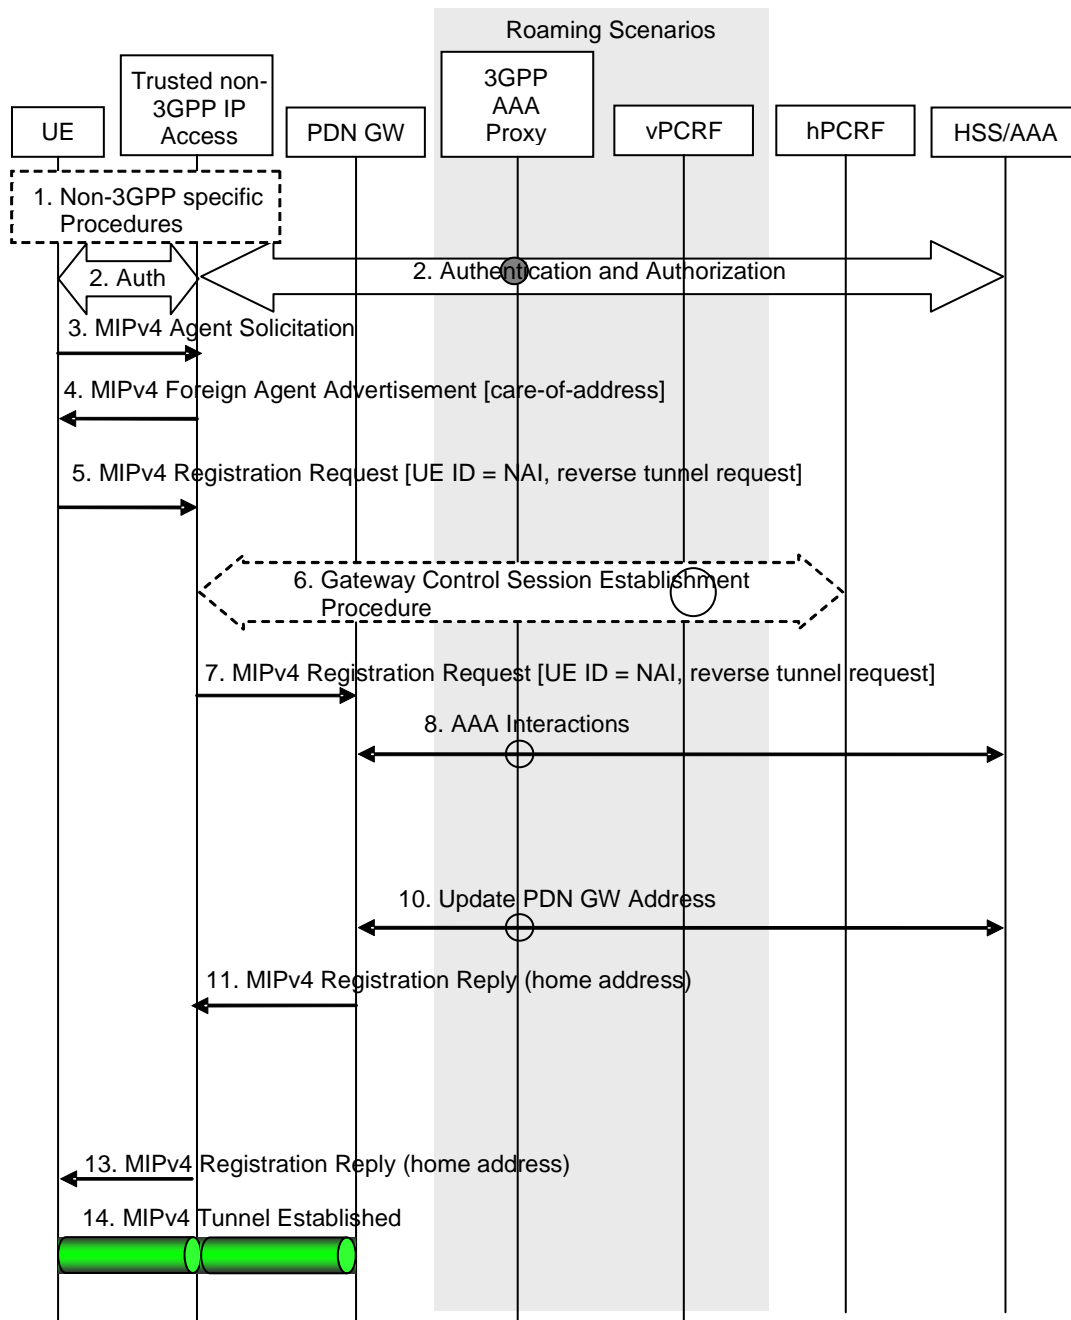 Roaming Scenarios
UE
Trusted non-
3GPP IP
Access
PDN GW
3GPP
AAA
Proxy
vPCRF
hPCRF
HSS/AAA
1. Non-3GPP specific
Procedures
2. Auth
2. Authentication and Authorization
3. MIPv4 Agent Solicitation
4. MIPv4 Foreign Agent Advertisement [care-of-address]
5. MIPv4 Registration Request [UE ID = NAI, reverse tunnel request]
6. Gateway Control Session Establishment
Procedure
7. MIPv4 Registration Request [UE ID = NAI, reverse tunnel request]
8. AAA Interactions
10. Update PDN GW Address
11. MIPv4 Registration Reply (home address)
13. MIPv4 Registration Reply (home address)
14. MIPv4 Tunnel Established